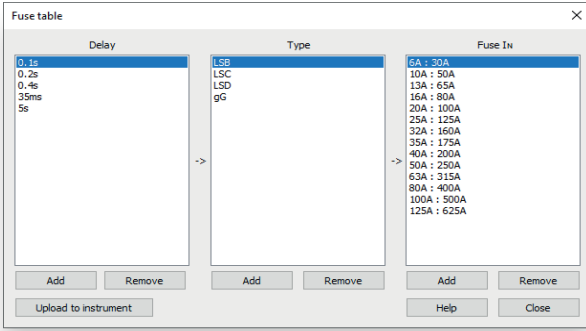 Fuse table
Delay
0.1s
0.2s
0.4s
35ms
5s
Add Remove
->
Type
LSB
LSC
LSD
gG
Add Remove
->
Fuse IN
6A : 30A
10A : 50A
13A : 65A
16A : 80A
20A : 100A
25A : 125A
32A : 160A
35A : 175A
40A : 200A
50A : 250A
63A : 315A
80A : 400A
100A : 500A
125A : 625A
Add Remove
Upload to instrument
Help Close